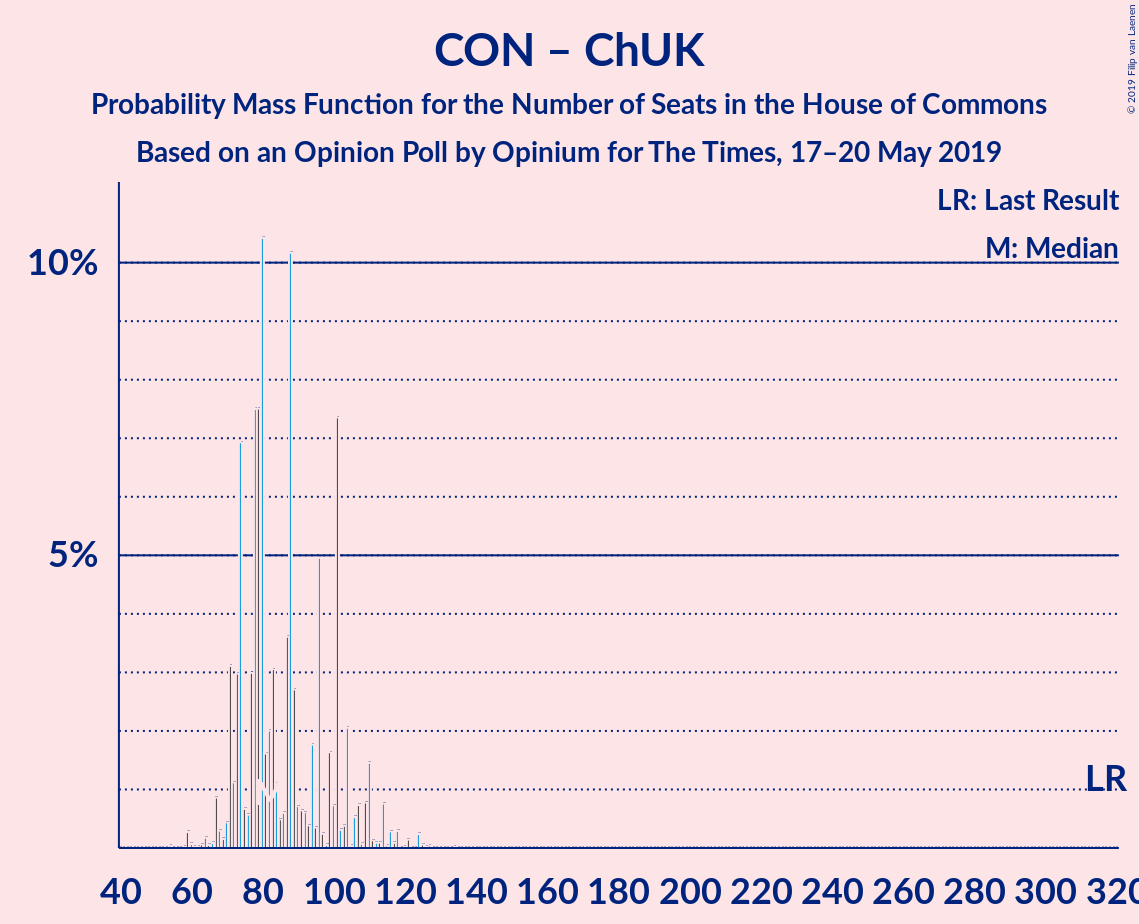 CON – ChUK
Probability Mass Function for the Number of Seats in the House of Commons
Based on an Opinion Poll by Opinium for The Times, 17–20 May 2019
© 2019 Filip van Laenen
LR: Last Result
M: Median
10%
5%
LR
40 60 80 100 120 140 160 180 200 220 240 260 280 300 320